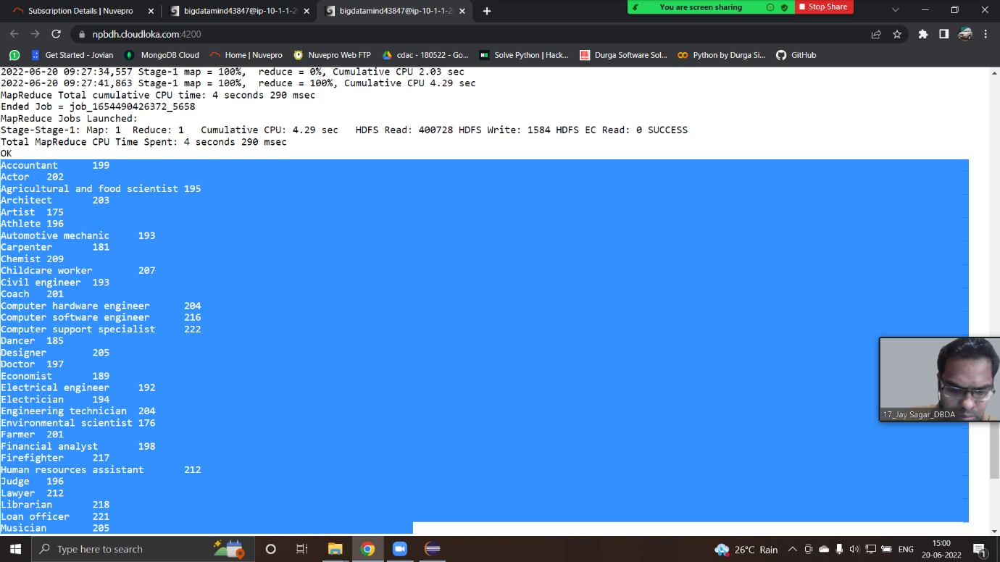 Subscription Details | Nuvepro
bigdatamind43847@ip-10-1-1-2
bigdatamind43847@ip-10-1-1-2
You are screen sharing
Stop Share
npbdh.cloudloka.com:4200
Get Started - Jovian
MongoDB Cloud
Home | Nuvepro
Nuvepro Web FTP
cdac - 180522 - Go...
Solve Python | Hack...
Durga Software Sol...
Python by Durga Si...
GitHub
2022-06-20 09:27:34,557 Stage-1 map = 100%,  reduce = 0%, Cumulative CPU 2.03 sec
2022-06-20 09:27:41,863 Stage-1 map = 100%,  reduce = 100%, Cumulative CPU 4.29 sec
MapReduce Total cumulative CPU time: 4 seconds 290 msec
Ended Job = job_1654490426372_5658
MapReduce Jobs Launched:
Stage-Stage-1: Map: 1  Reduce: 1   Cumulative CPU: 4.29 sec   HDFS Read: 400728 HDFS Write: 1584 HDFS EC Read: 0 SUCCESS
Total MapReduce CPU Time Spent: 4 seconds 290 msec
OK
Accountant 199
Actor 202
Agricultural and food scientist 195
Architect 203
Artist 175
Athlete 196
Automotive mechanic 193
Carpenter 181
Chemist 209
Childcare worker 207
Civil engineer 193
Coach 201
Computer hardware engineer 204
Computer software engineer 216
Computer support specialist 222
Dancer 185
Designer 205
Doctor 197
Economist 189
Electrical engineer 192
Electrician 194
Engineering technician 204
Environmental scientist 176
Farmer 201
Financial analyst 198
Firefighter 217
Human resources assistant 212
Judge 196
Lawyer 212
Librarian 218
Loan officer 221
Musician 205
17_Jay Sagar_DBDA
Type here to search
26°C Rain
ENG
15:00
20-06-2022
1